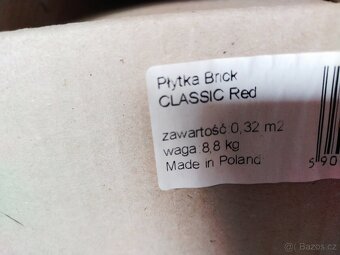 Płytka Brick
CLASSIC Red
zawartość 0,32 m2
waga 8,8 kg
Made in Poland
5 90
Bazos.cz